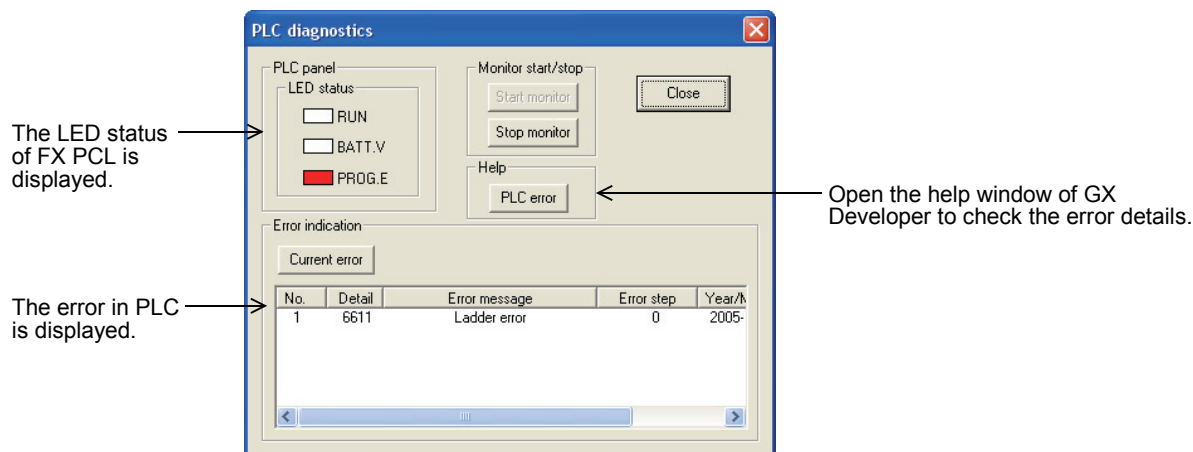 PLC diagnostics
PLC panel
LED status
RUN
BATT.V
PROG.E
Monitor start/stop
Start monitor
Stop monitor
Close
Help
PLC error
The LED status
of FX PCL is
displayed.
Open the help window of GX
Developer to check the error details.
Error indication
Current error
The error in PLC
is displayed.
No. Detail Error message Error step Year/M
1 6611 Ladder error 0 2005-